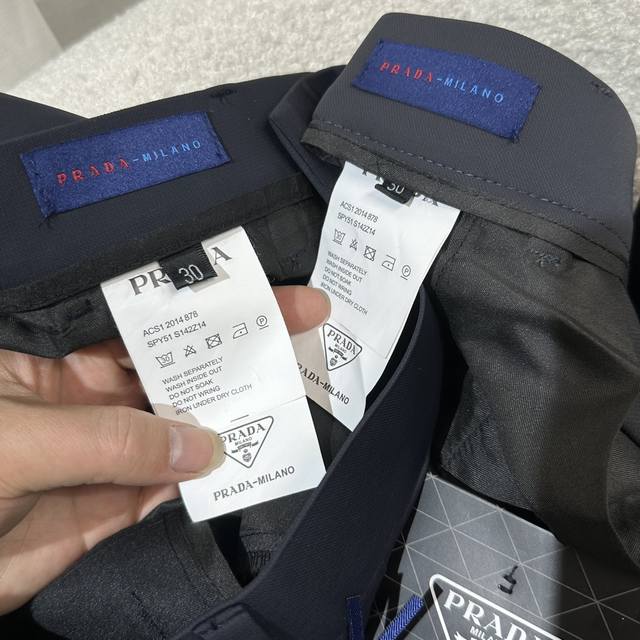 PRADA-MILANO
PRADA-MILANO
30
ACS1 2014 878
SPY51 S142Z14
WASH SEPARATELY
WASH INSIDE OUT
DO NOT SOAK
DO NOT WRING
IRON UNDER DRY CLOTH
PRADA
MILANO
PRADA-MILANO
30
ACS1 2014 878
SPY51 S142Z14
WASH SEPARATELY
WASH INSIDE OUT
DO NOT SOAK
DO NOT WRING
IRON UNDER DRY CLOTH
PRADA
MILANO
PRADA-MILANO
PRADA